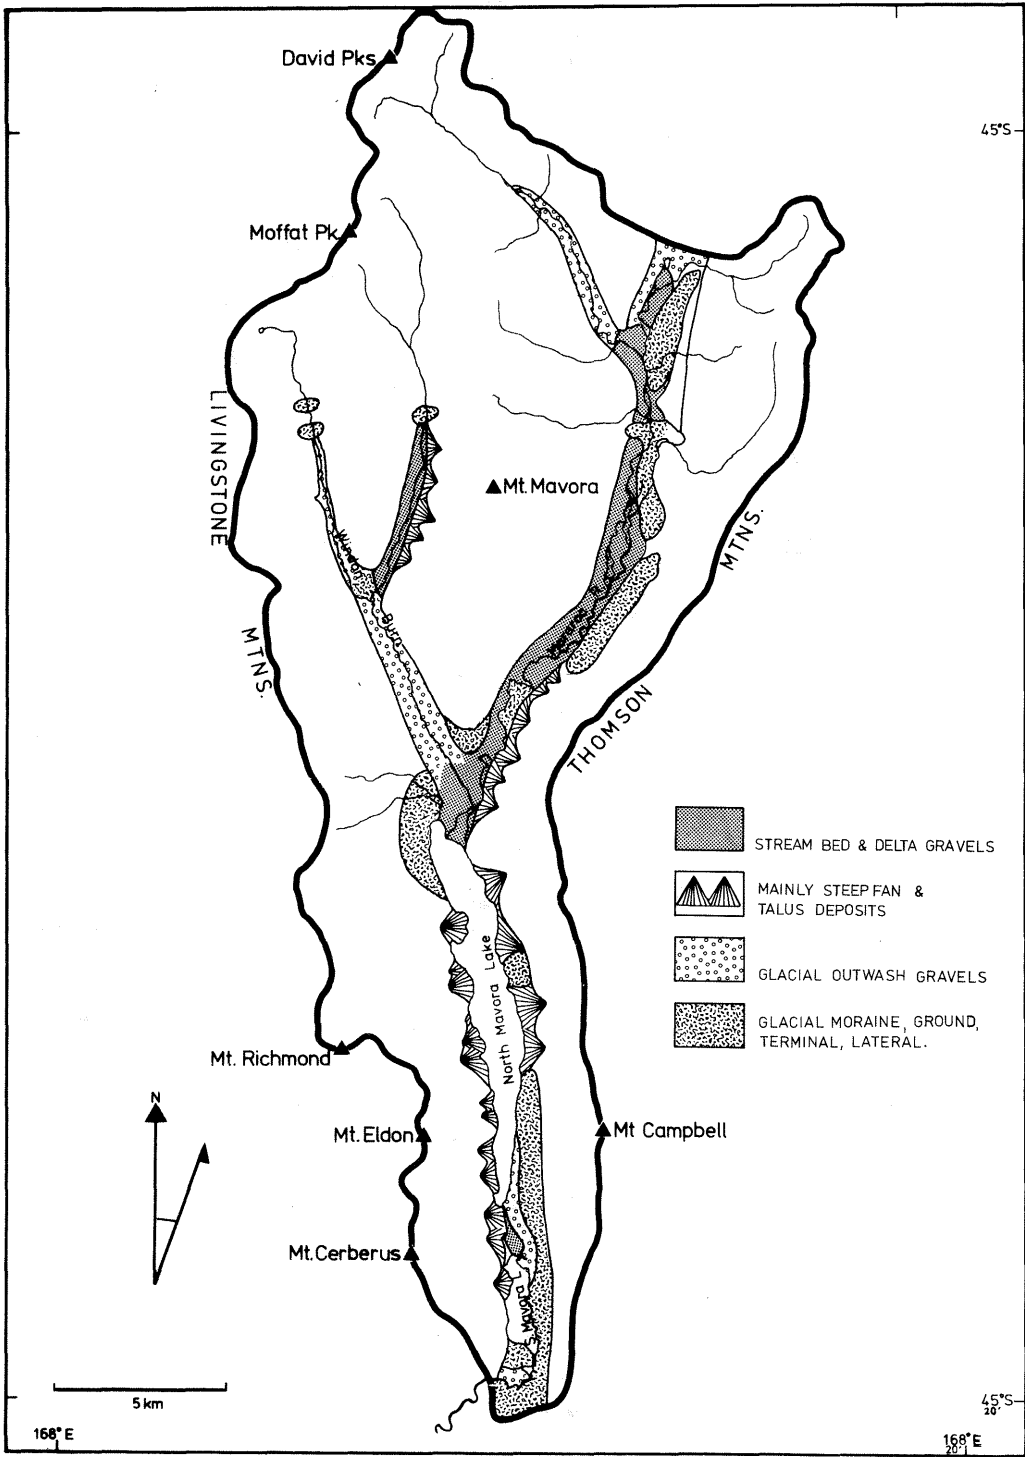 David Pks
45°S
Moffat Pk
LIVINGSTONE
MTNS.
Mt. Mavora
MTNS.
THOMSON
Windon
Burn
Mararoa R.
STREAM BED & DELTA GRAVELS
MAINLY STEEP FAN &
TALUS DEPOSITS
GLACIAL OUTWASH GRAVELS
GLACIAL MORAINE, GROUND,
TERMINAL, LATERAL.
North Mavora Lake
Mt. Richmond
N
Mt. Eldon
Mt Campbell
Mt. Cerberus
S. Mavora L
5 km
45°S
20'
168° E
168° E
20'